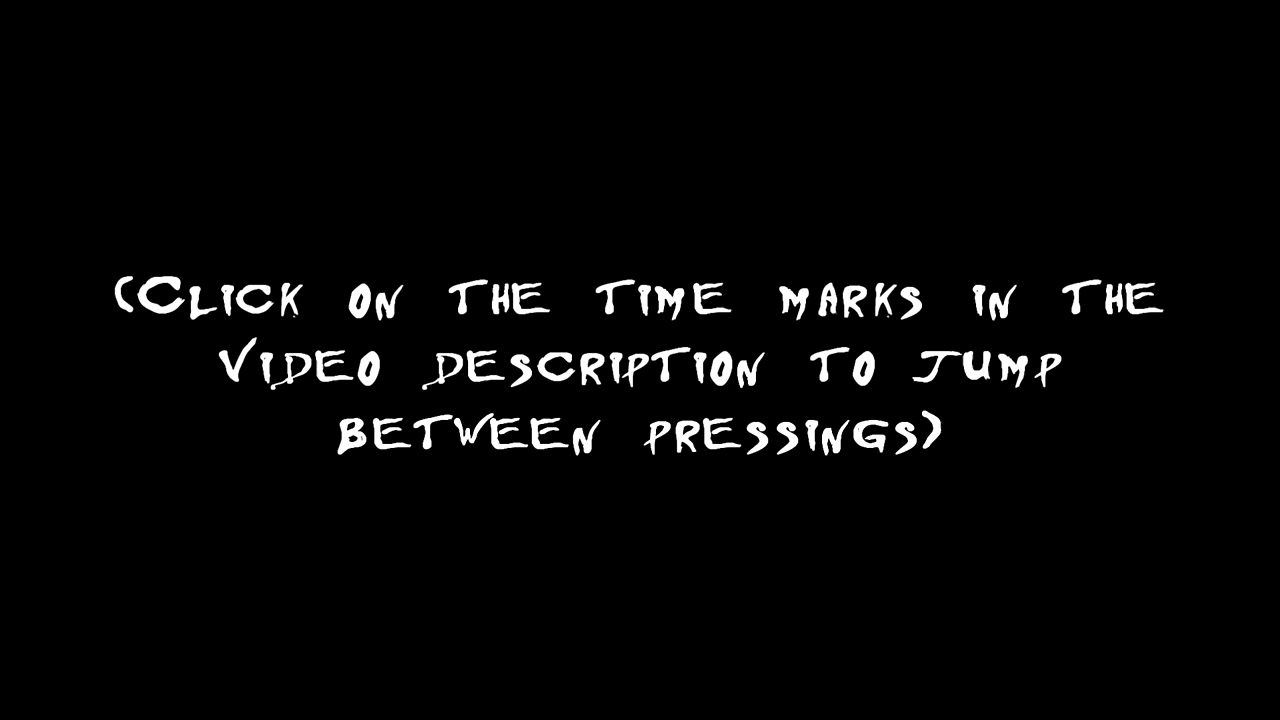 (Click on the time marks in the
video description to jump
between pressings)